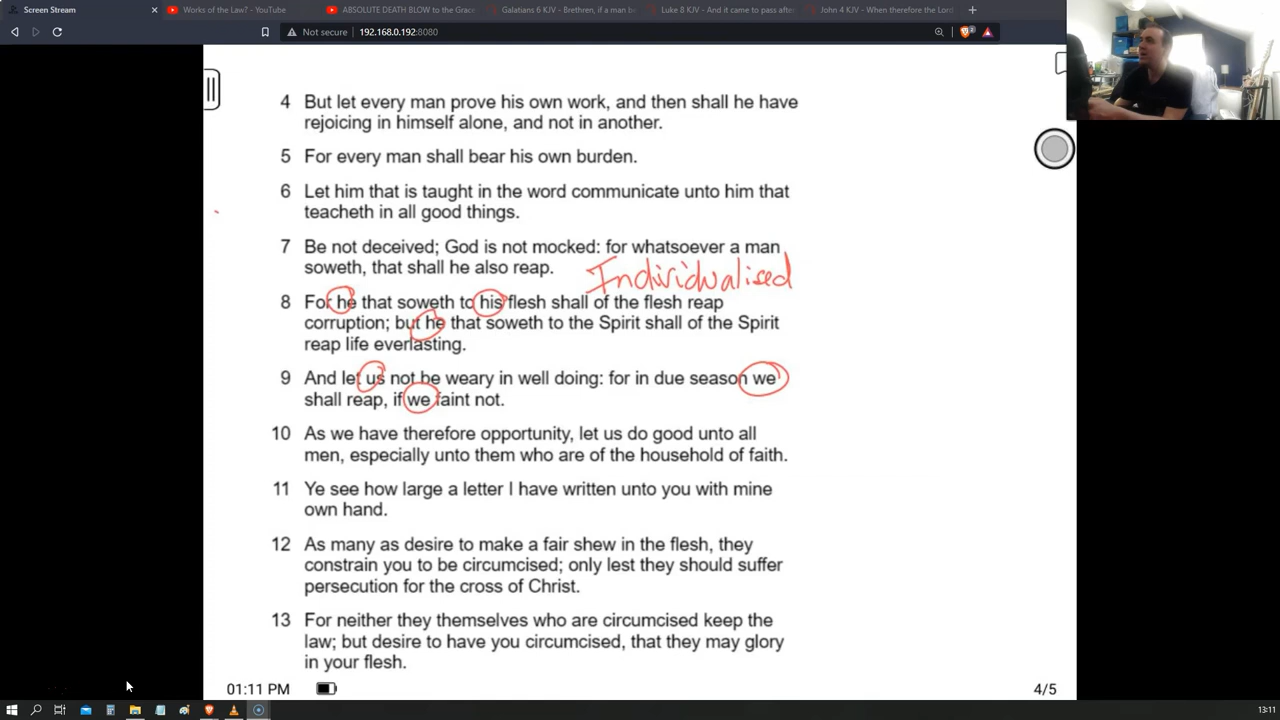 Screen Stream
Works of the Law? - YouTube
ABSOLUTE DEATH BLOW to the Grace
Galatians 6 KJV - Brethren, if a man b
Luke 8 KJV - And it came to pass after
John 4 KJV - When therefore the Lord
Not secure
192.168.0.192:8080
4 But let every man prove his own work, and then shall he have
rejoicing in himself alone, and not in another.
5 For every man shall bear his own burden.
6 Let him that is taught in the word communicate unto him that
teacheth in all good things.
7 Be not deceived; God is not mocked: for whatsoever a man
soweth, that shall he also reap.
Individualised
8 For he that soweth to his flesh shall of the flesh reap
corruption; but he that soweth to the Spirit shall of the Spirit
reap life everlasting.
9 And let us not be weary in well doing: for in due season we
shall reap, if we faint not.
10 As we have therefore opportunity, let us do good unto all
men, especially unto them who are of the household of faith.
11 Ye see how large a letter I have written unto you with mine
own hand.
12 As many as desire to make a fair shew in the flesh, they
constrain you to be circumcised; only lest they should suffer
persecution for the cross of Christ.
13 For neither they themselves who are circumcised keep the
law; but desire to have you circumcised, that they may glory
in your flesh.
01:11 PM
4/5
13:11